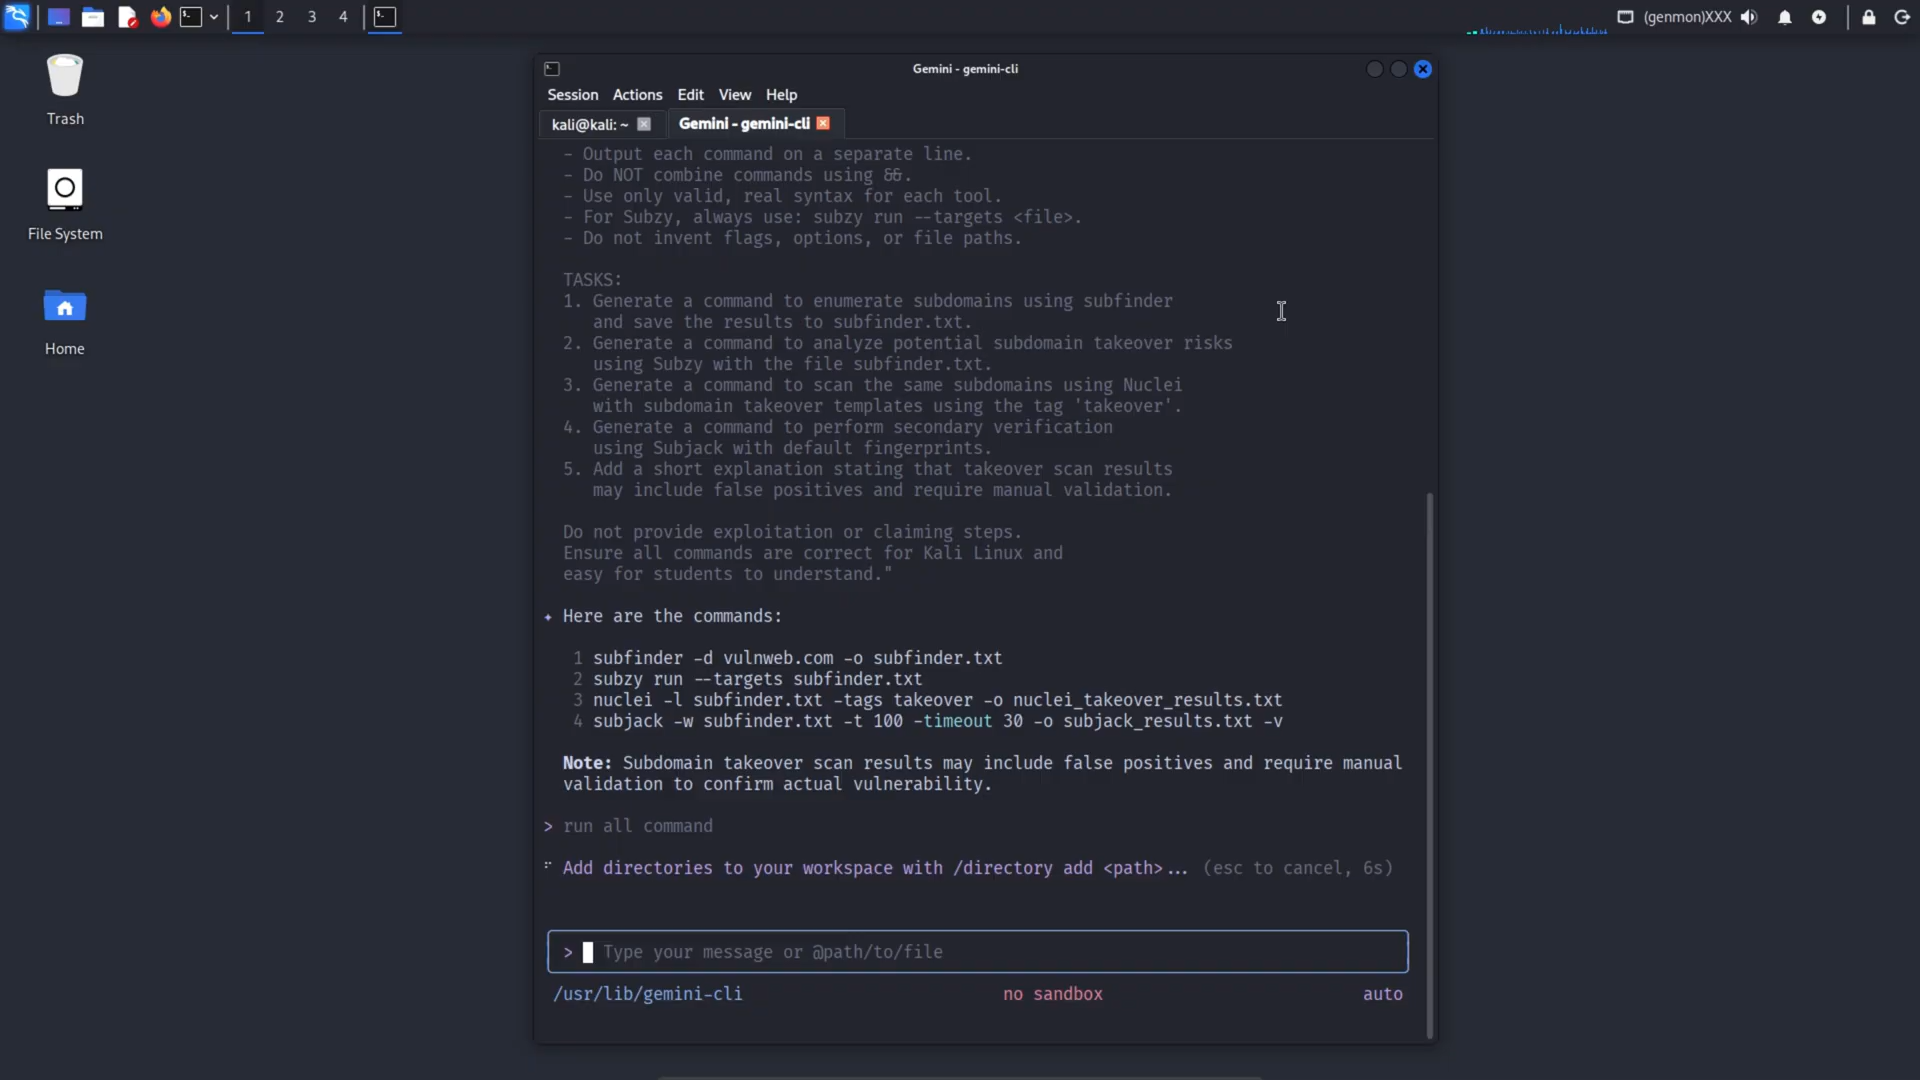 1 2 3 4
(genmon)XXX
Trash
File System
Home
Gemini - gemini-cli
Session Actions Edit View Help
kali@kali: ~
Gemini - gemini-cli
- Output each command on a separate line.
- Do NOT combine commands using &&.
- Use only valid, real syntax for each tool.
- For Subzy, always use: subzy run --targets <file>.
- Do not invent flags, options, or file paths.
TASKS:
1. Generate a command to enumerate subdomains using subfinder
and save the results to subfinder.txt.
2. Generate a command to analyze potential subdomain takeover risks
using Subzy with the file subfinder.txt.
3. Generate a command to scan the same subdomains using Nuclei
with subdomain takeover templates using the tag 'takeover'.
4. Generate a command to perform secondary verification
using Subjack with default fingerprints.
5. Add a short explanation stating that takeover scan results
may include false positives and require manual validation.
Do not provide exploitation or claiming steps.
Ensure all commands are correct for Kali Linux and
easy for students to understand."
✦ Here are the commands:
1 subfinder -d vulnweb.com -o subfinder.txt
2 subzy run --targets subfinder.txt
3 nuclei -l subfinder.txt -tags takeover -o nuclei_takeover_results.txt
4 subjack -w subfinder.txt -t 100 -timeout 30 -o subjack_results.txt -v
Note: Subdomain takeover scan results may include false positives and require manual
validation to confirm actual vulnerability.
> run all command
Add directories to your workspace with /directory add <path>... (esc to cancel, 6s)
> Type your message or @path/to/file
/usr/lib/gemini-cli no sandbox auto